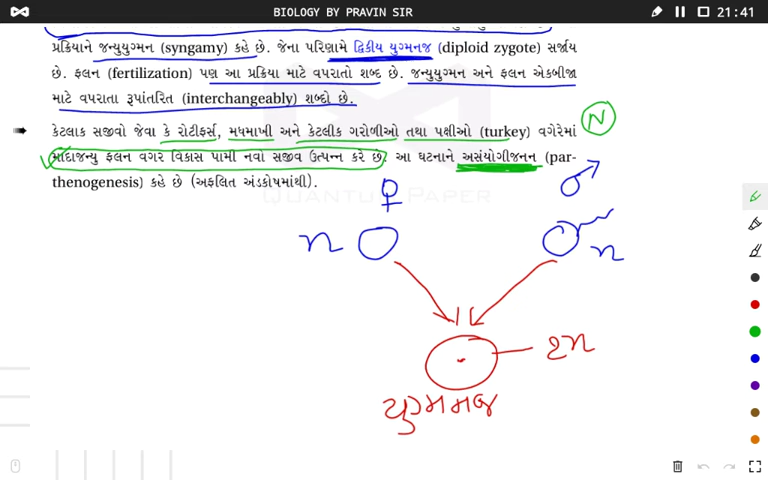 BIOLOGY BY PRAVIN SIR
21:41
પ્રક્રિયાને જન્યુયુગ્મન (syngamy) કહે છે. જેના પરિણામે દ્વિકીય યુગ્મનજ (diploid zygote) સર્જાય
છે. ફલન (fertilization) પણ આ પ્રક્રિયા માટે વપરાતો શબ્દ છે. જન્યુયુગ્મન અને ફલન એકબીજા
માટે વપરાતા રૂપાંતરિત (interchangeably) શબ્દો છે.
કેટલાક સજીવો જેવા કે રોટીફર્સ, મધમાખી અને કેટલીક ગરોળીઓ તથા પક્ષીઓ (turkey) વગેરેમાં
N
માદાજન્યુ ફલન વગર વિકાસ પામી નવો સજીવ ઉત્પન્ન કરે છે. આ ઘટનાને અસંયોગીજનન (par-
thenogenesis) કહે છે (અફલિત અંડકોષમાંથી).
QUANTUM PAPER
♀ ♂
n n
2n
યુગ્મમજ